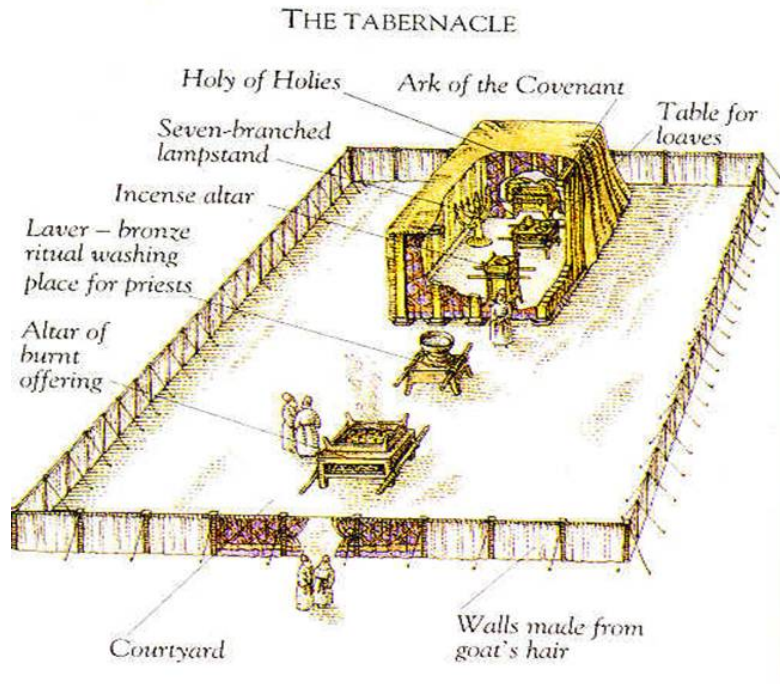 THE TABERNACLE
Holy of Holies
Ark of the Covenant
Table for
loaves
Seven-branched
lampstand
Incense altar
Laver – bronze
ritual washing
place for priests
Altar of
burnt
offering
Courtyard
Walls made from
goat's hair